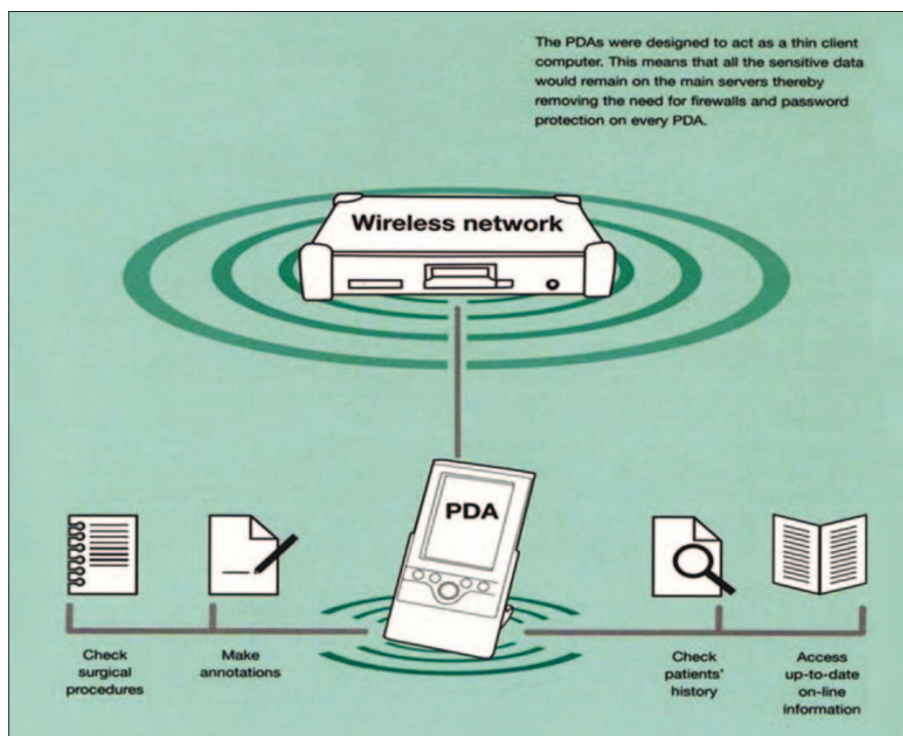 The PDAs were designed to act as a thin client
computer. This means that all the sensitive data
would remain on the main servers thereby
removing the need for firewalls and password
protection on every PDA.
Wireless network
PDA
Check
surgical
procedures
Make
annotations
Check
patients'
history
Access
up-to-date
on-line
information